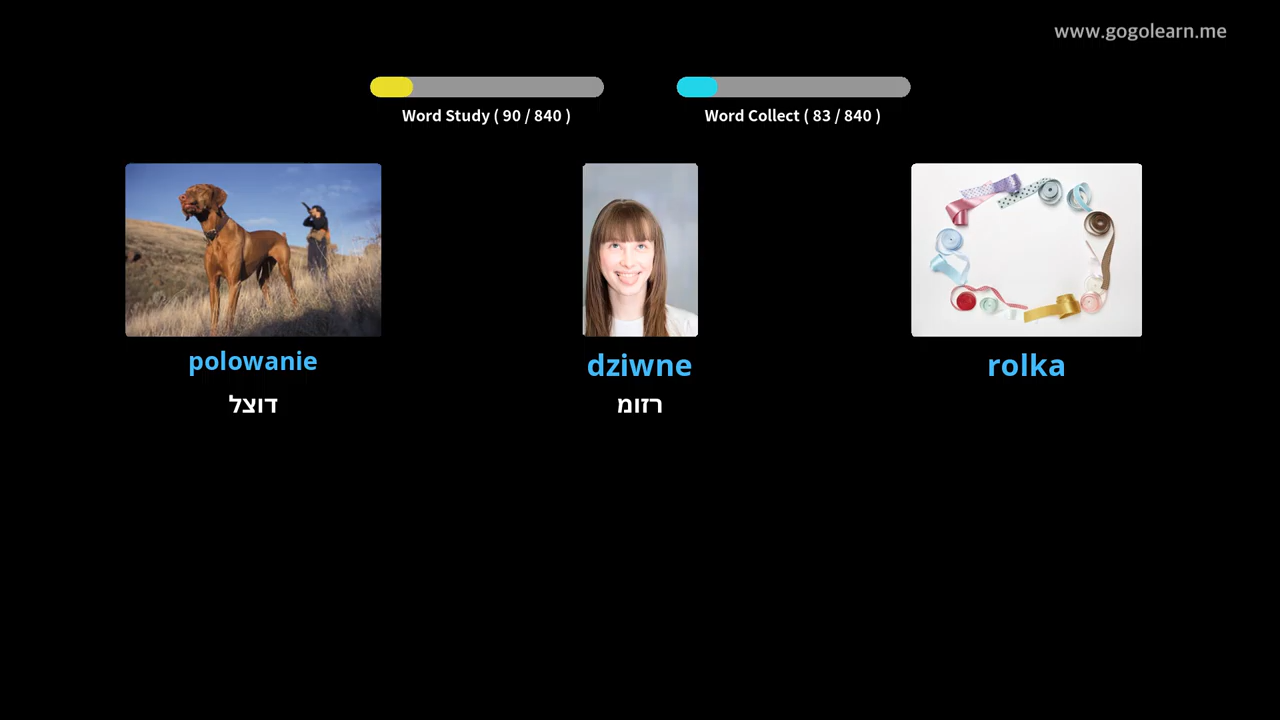 www.gogolearn.me
Word Study ( 90 / 840 )
Word Collect ( 83 / 840 )
polowanie
דוצל
dziwne
רזומ
rolka